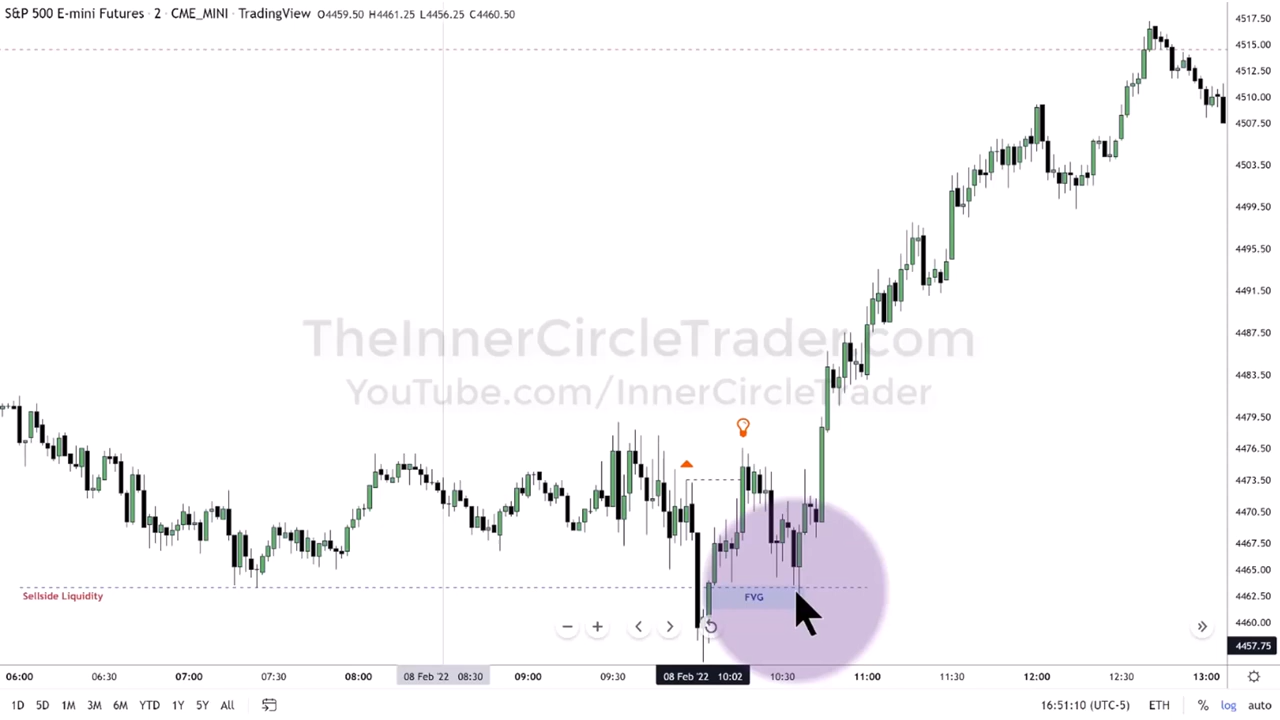 S&P 500 E-mini Futures · 2 · CME_MINI · TradingView O4459.50 H4461.25 L4456.25 C4460.50
4517.50
4515.00
4512.50
4510.00
4507.50
4503.50
4499.50
4495.50
4491.50
TheInnerCircleTrader.com
4487.50
YouTube.com/InnerCircleTrader
4483.50
4479.50
4476.50
4473.50
4470.50
4467.50
4465.00
Sellside Liquidity
FVG
4462.50
4460.00
4457.75
06:00 06:30 07:00 07:30 08:00 08 Feb '22 08:30 09:00 09:30 08 Feb '22 10:02 10:30 11:00 11:30 12:00 12:30 13:00
1D 5D 1M 3M 6M YTD 1Y 5Y All 16:51:10 (UTC-5) ETH % log auto